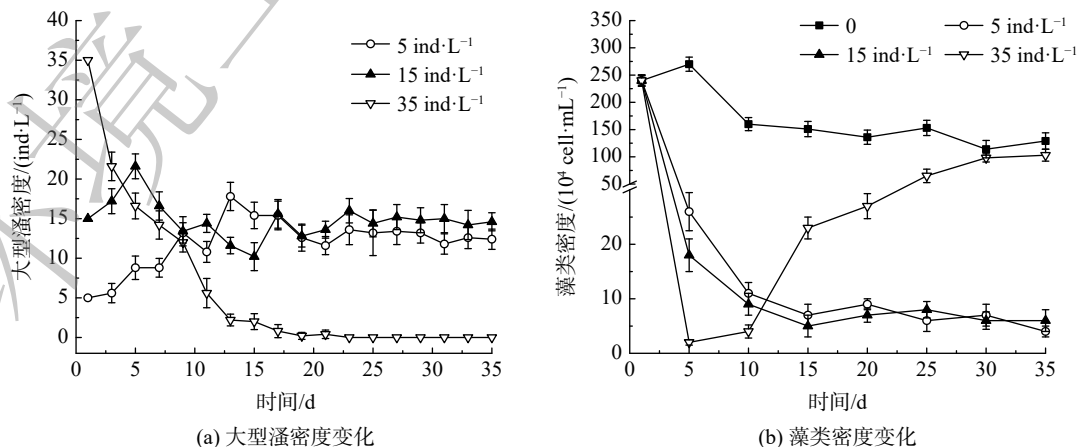 40
35
30
25
20
15
10
5
0
大型溞密度/(ind·L⁻¹)
5 ind·L⁻¹
15 ind·L⁻¹
35 ind·L⁻¹
0 5 10 15 20 25 30 35
时间/d
(a) 大型溞密度变化
350
300
250
200
150
100
50
20
10
0
藻类密度/(10⁴ cell·mL⁻¹)
0 5 ind·L⁻¹
15 ind·L⁻¹ 35 ind·L⁻¹
0 5 10 15 20 25 30 35
时间/d
(b) 藻类密度变化